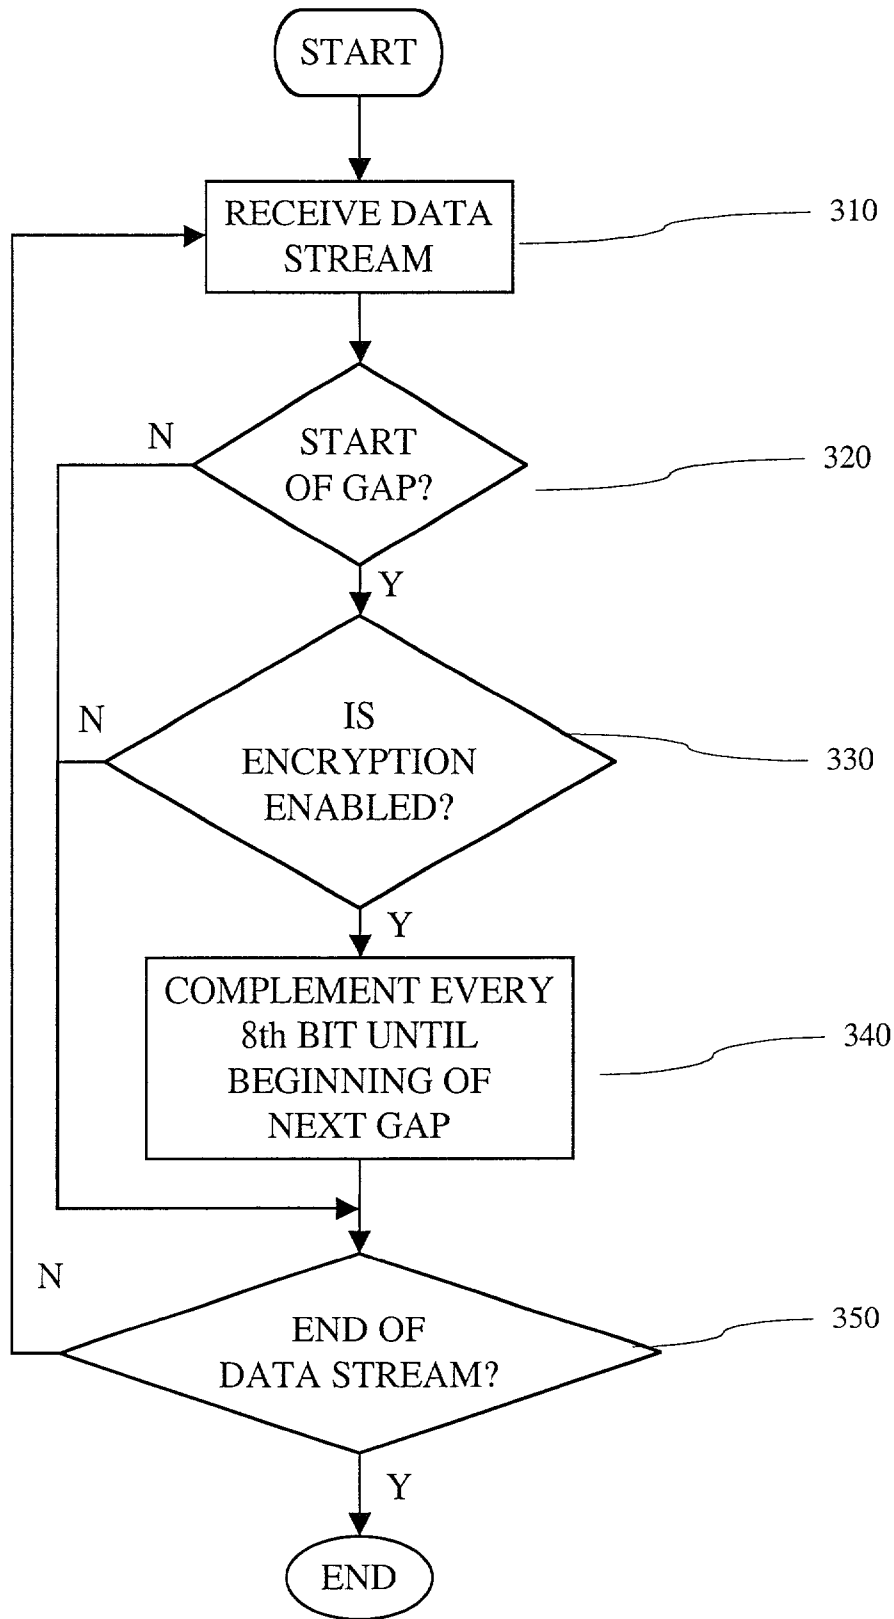 START
RECEIVE DATA
STREAM
310
N
START
OF GAP?
320
Y
N
IS
ENCRYPTION
ENABLED?
330
Y
COMPLEMENT EVERY
8th BIT UNTIL
BEGINNING OF
NEXT GAP
340
N
END OF
DATA STREAM?
350
Y
END